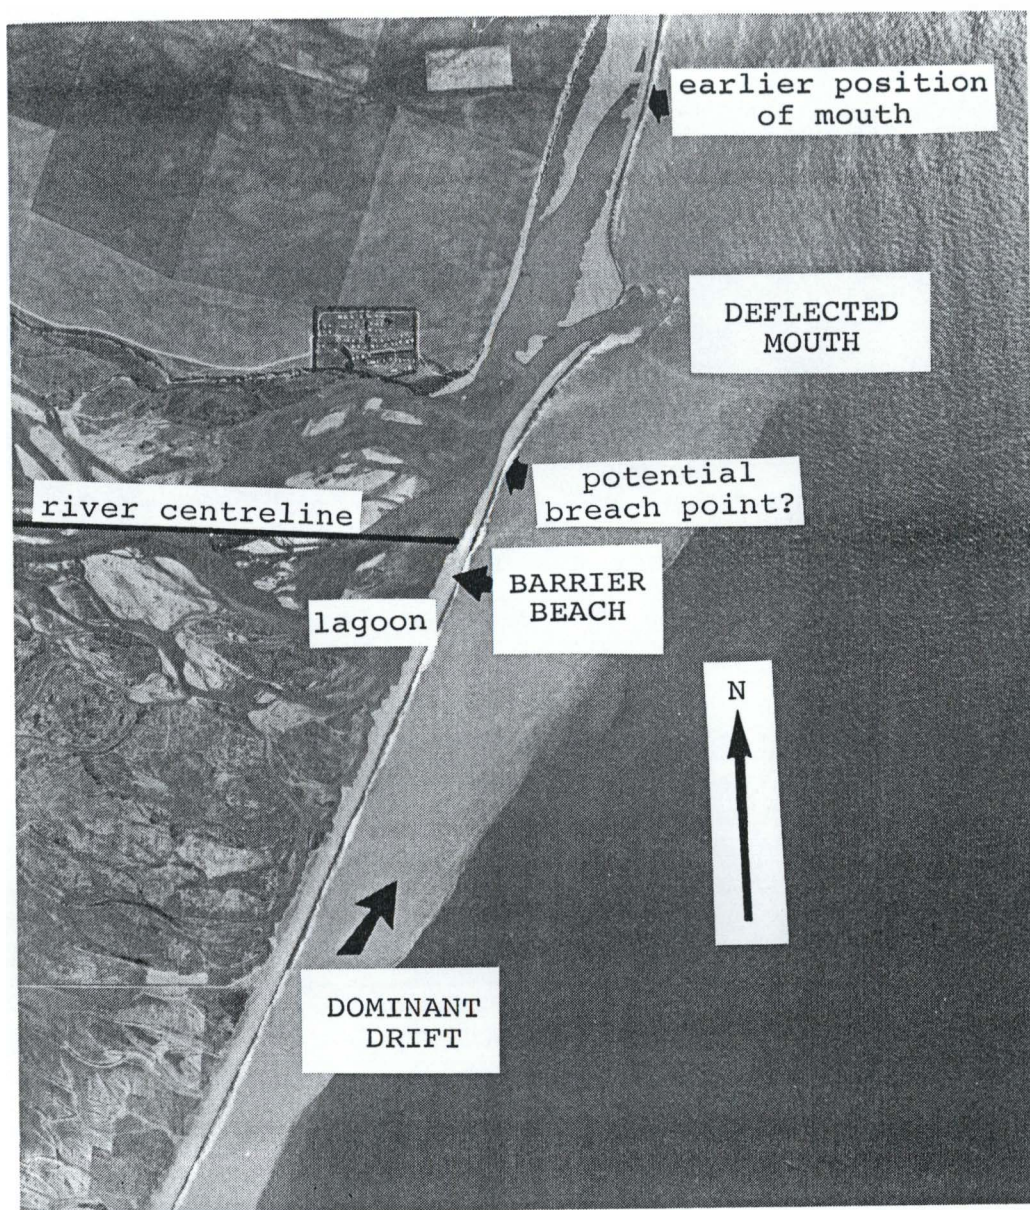 earlier position
of mouth
DEFLECTED
MOUTH
potential
breach point?
river centreline
BARRIER
BEACH
lagoon
N
DOMINANT
DRIFT